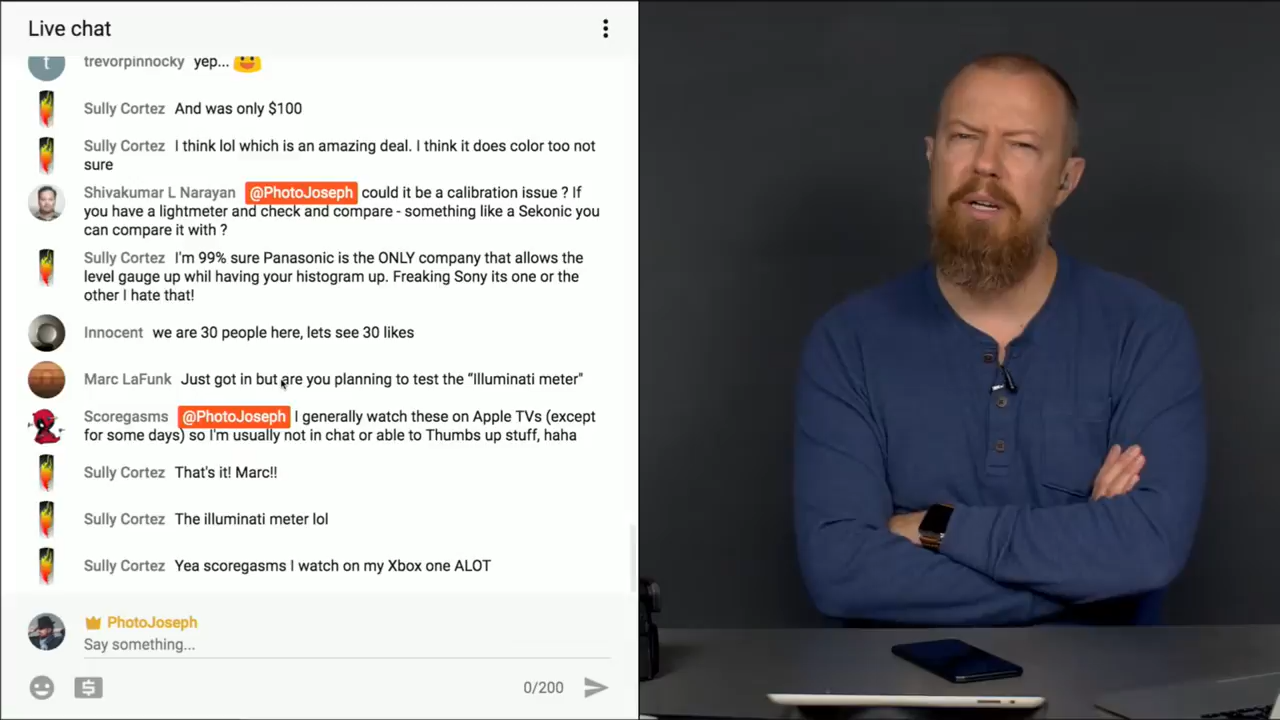 Live chat
t trevorpinnocky yep...
Sully Cortez And was only $100
Sully Cortez I think lol which is an amazing deal. I think it does color too not
sure
Shivakumar L Narayan @PhotoJoseph could it be a calibration issue ? If
you have a lightmeter and check and compare - something like a Sekonic you
can compare it with ?
Sully Cortez I'm 99% sure Panasonic is the ONLY company that allows the
level gauge up whil having your histogram up. Freaking Sony its one or the
other I hate that!
Innocent we are 30 people here, lets see 30 likes
Marc LaFunk Just got in but are you planning to test the “Illuminati meter"
Scoregasms @PhotoJoseph I generally watch these on Apple TVs (except
for some days) so I'm usually not in chat or able to Thumbs up stuff, haha
Sully Cortez That's it! Marc!!
Sully Cortez The illuminati meter lol
Sully Cortez Yea scoregasms I watch on my Xbox one ALOT
PhotoJoseph
Say something...
$ 0/200